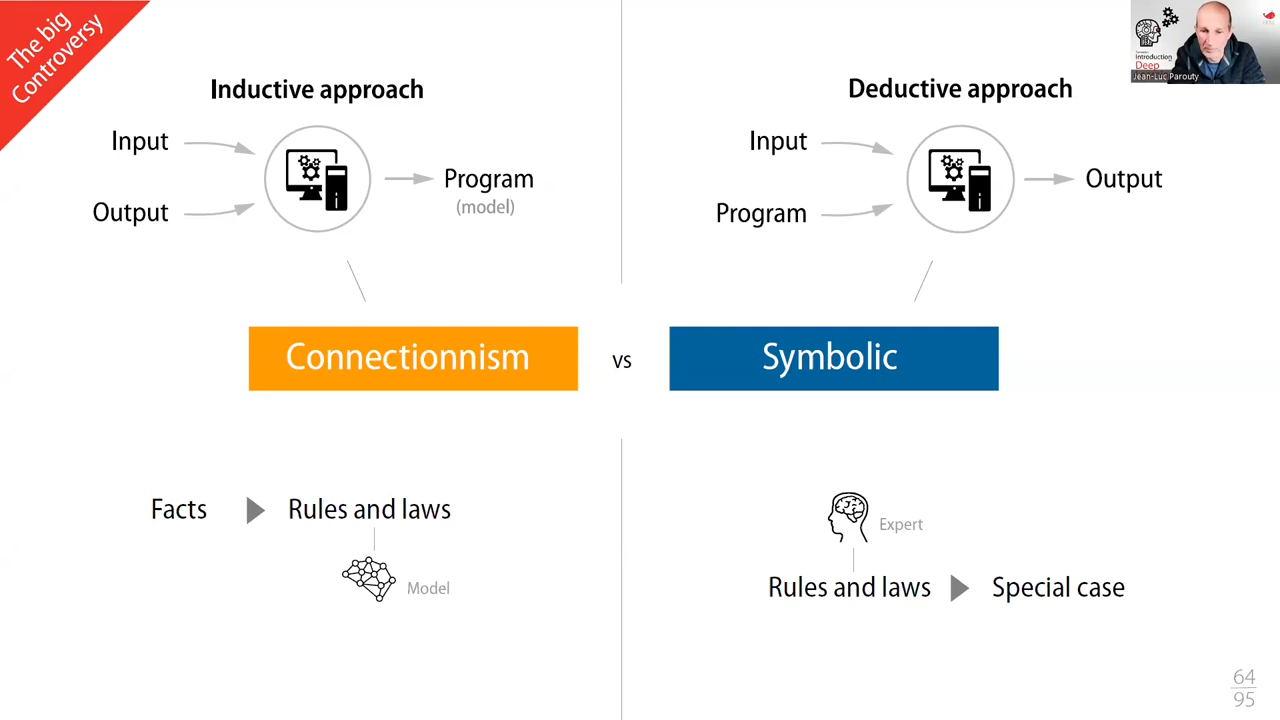 The big
Controversy
Inductive approach
Input
Output
Program
(model)
Deductive approach
Input
Program
Output
Connectionnism
vs
Symbolic
Facts
Rules and laws
Model
Expert
Rules and laws
Special case
Introduction
Deep
Jean-Luc Parouty
64
95